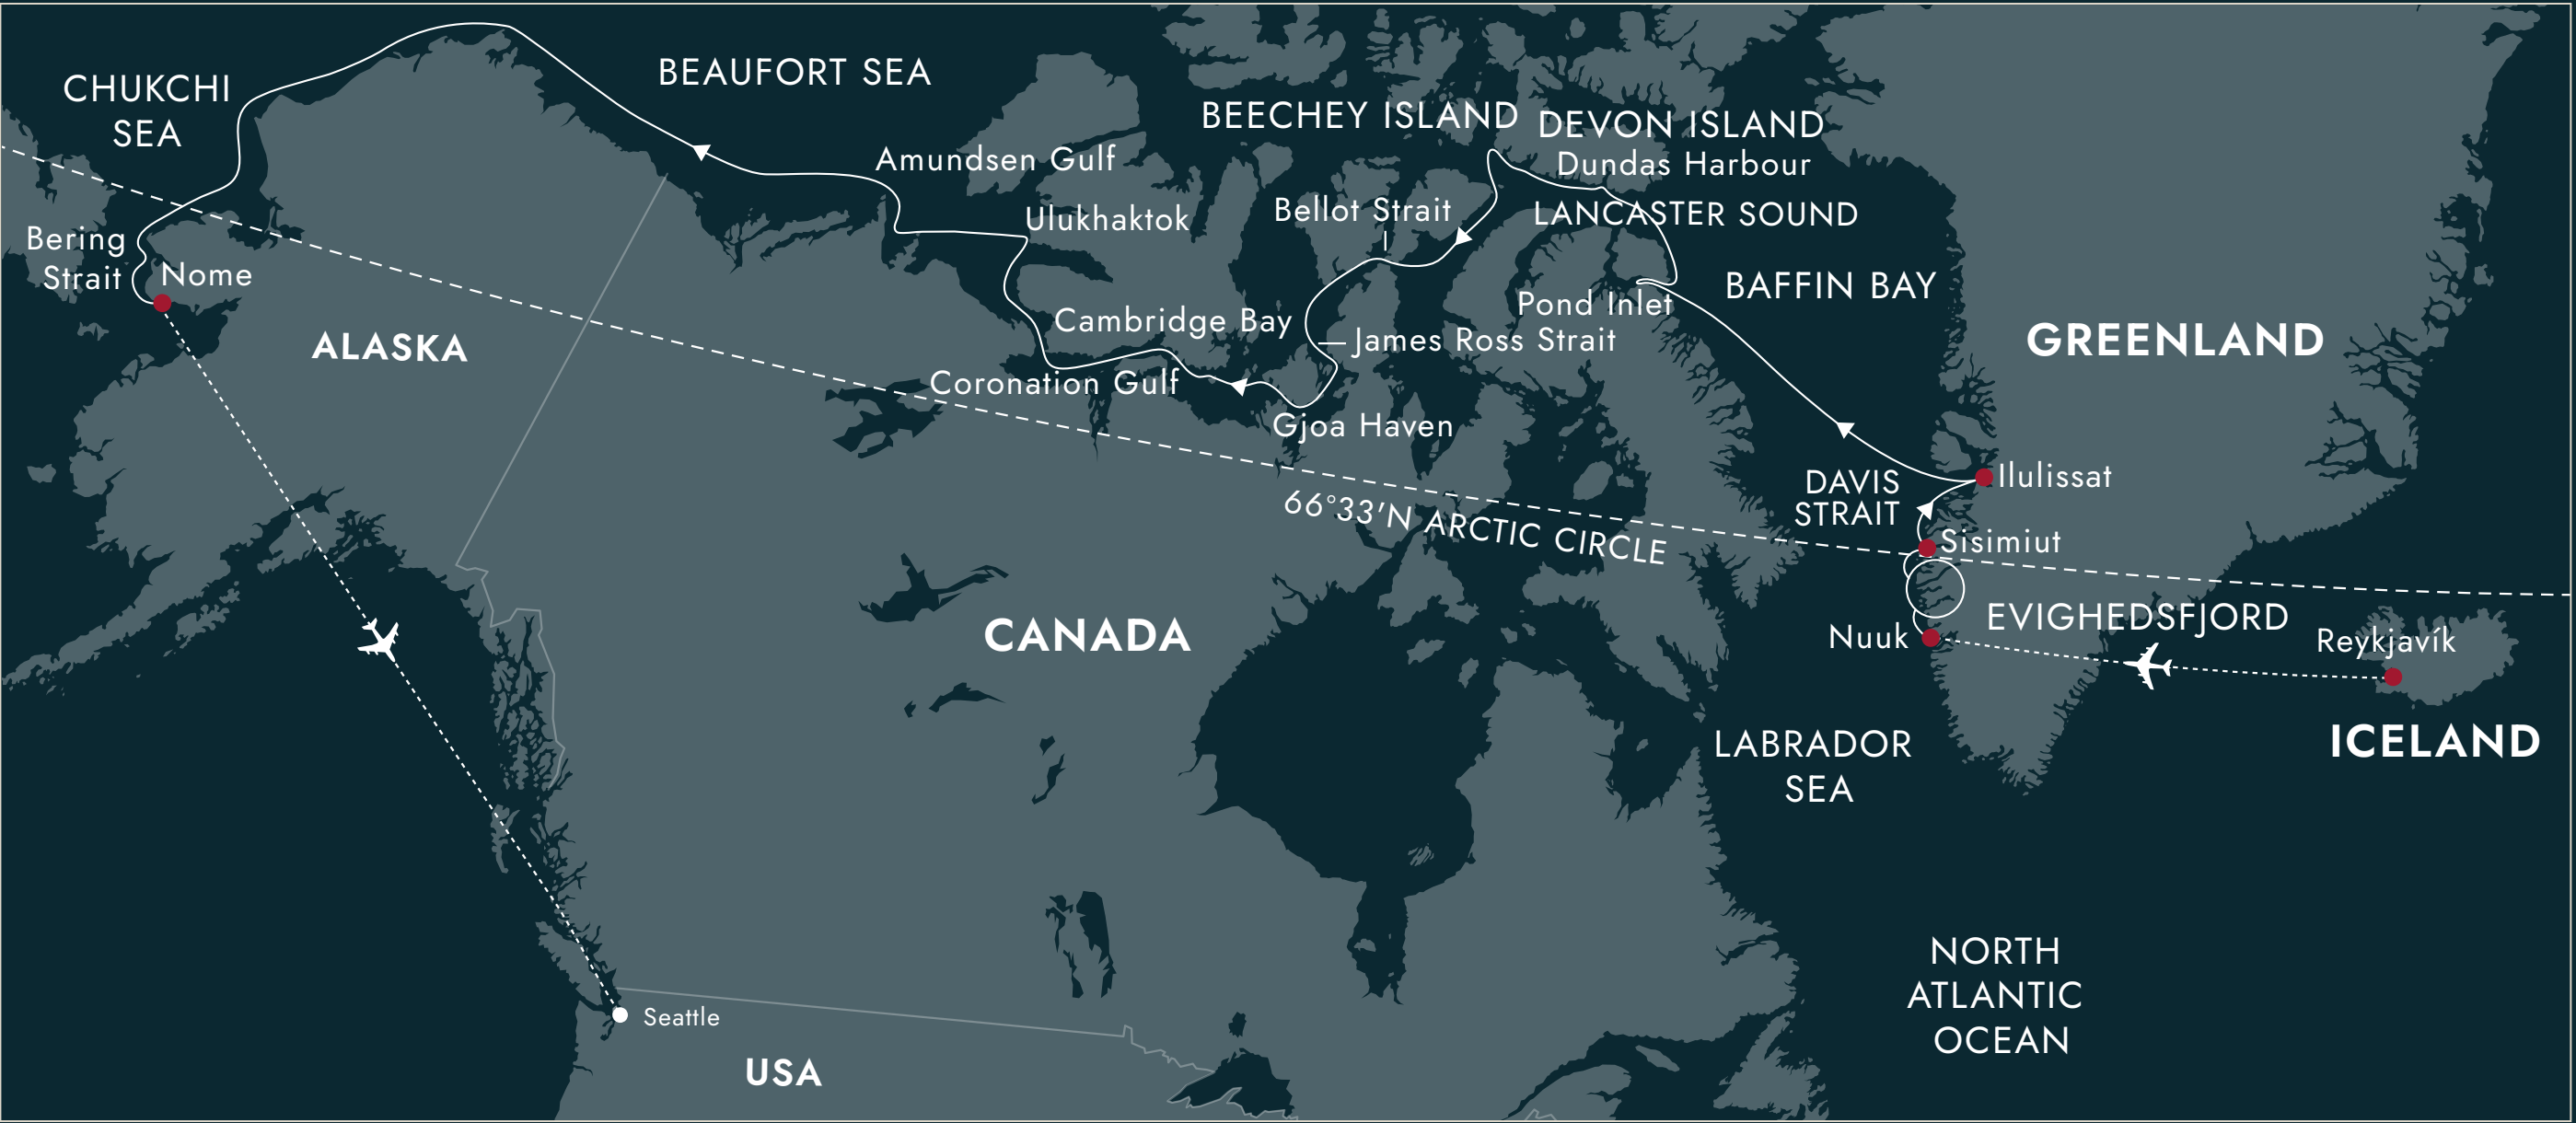 CHUKCHI
SEA
BEAUFORT SEA
BEECHEY ISLAND
DEVON ISLAND
Dundas Harbour
Amundsen Gulf
Ulukhaktok
Bellot Strait
LANCASTER SOUND
Bering
Strait
Nome
BAFFIN BAY
Pond Inlet
Cambridge Bay
James Ross Strait
GREENLAND
ALASKA
Coronation Gulf
Gjoa Haven
Ilulissat
DAVIS
STRAIT
66°33'N ARCTIC CIRCLE
Sisimiut
CANADA
EVIGHEDSFJORD
Nuuk
Reykjavík
ICELAND
LABRADOR
SEA
NORTH
ATLANTIC
OCEAN
Seattle
USA